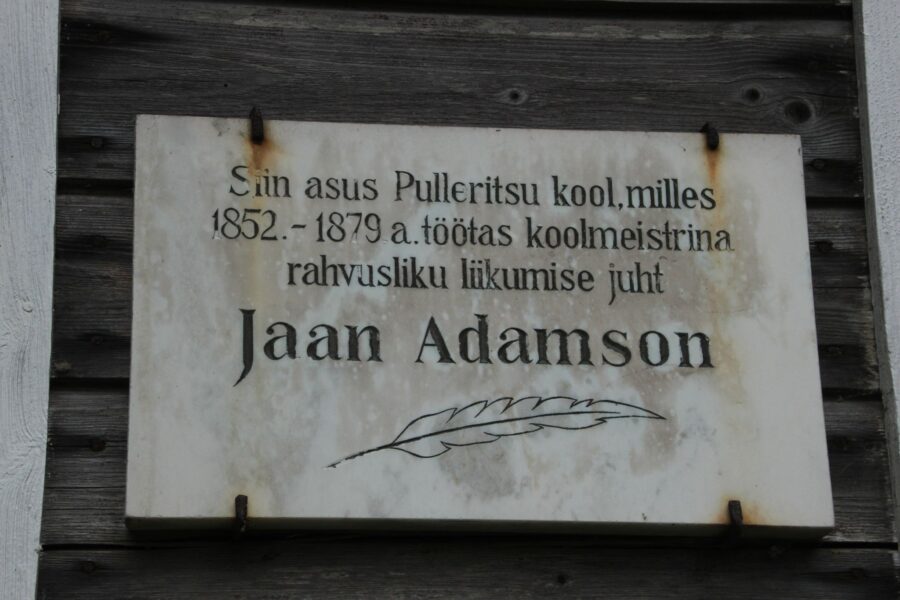 Siin asus Pulleritsu kool, milles
1852.- 1879 a. töötas koolmeistrina
rahvusliku liikumise juht
Jaan Adamson